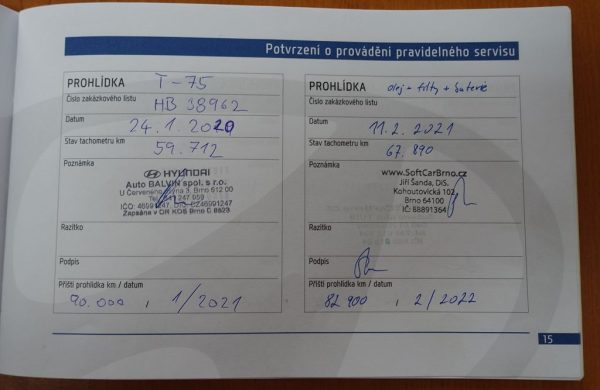 Potvrzení o provádění pravidelného servisu
PROHLÍDKA T-75
Číslo zakázkového listu
HB 38962
Datum
24.1.2020
Stav tachometru km
59.712
Poznámka
HYUNDAI
Auto BALVIN spol. s r.o.
U Červeného mlýna 3, Brno 612 00
Zapsáno v OR KOS Brno
Razítko
Podpis
Příští prohlídka km / datum
90.000, 1/2021
PROHLÍDKA olej + filtry + baterie
Číslo zakázkového listu
Datum
11.2.2021
Stav tachometru km
67.890
Poznámka
www.SoftCarBrno.cz
Jiří Šanda, DIS.
Kohoutovická 102
Brno 64100
IČ: 88891364
Razítko
Podpis
Příští prohlídka km / datum
82 900, 2/2022
15